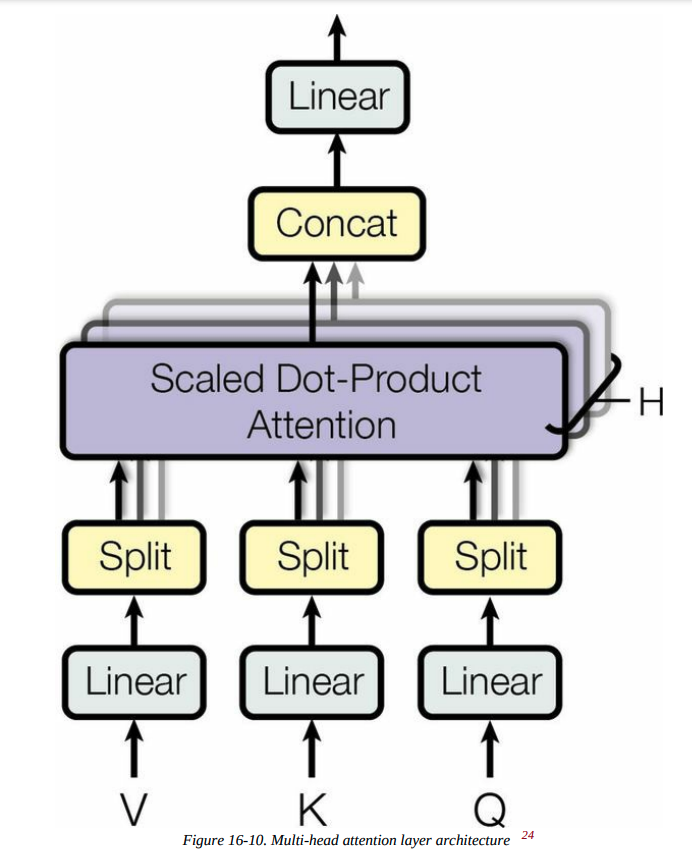 Linear
Concat
Scaled Dot-Product
Attention
H
Split Split Split
Linear Linear Linear
V K Q
Figure 16-10. Multi-head attention layer architecture 24